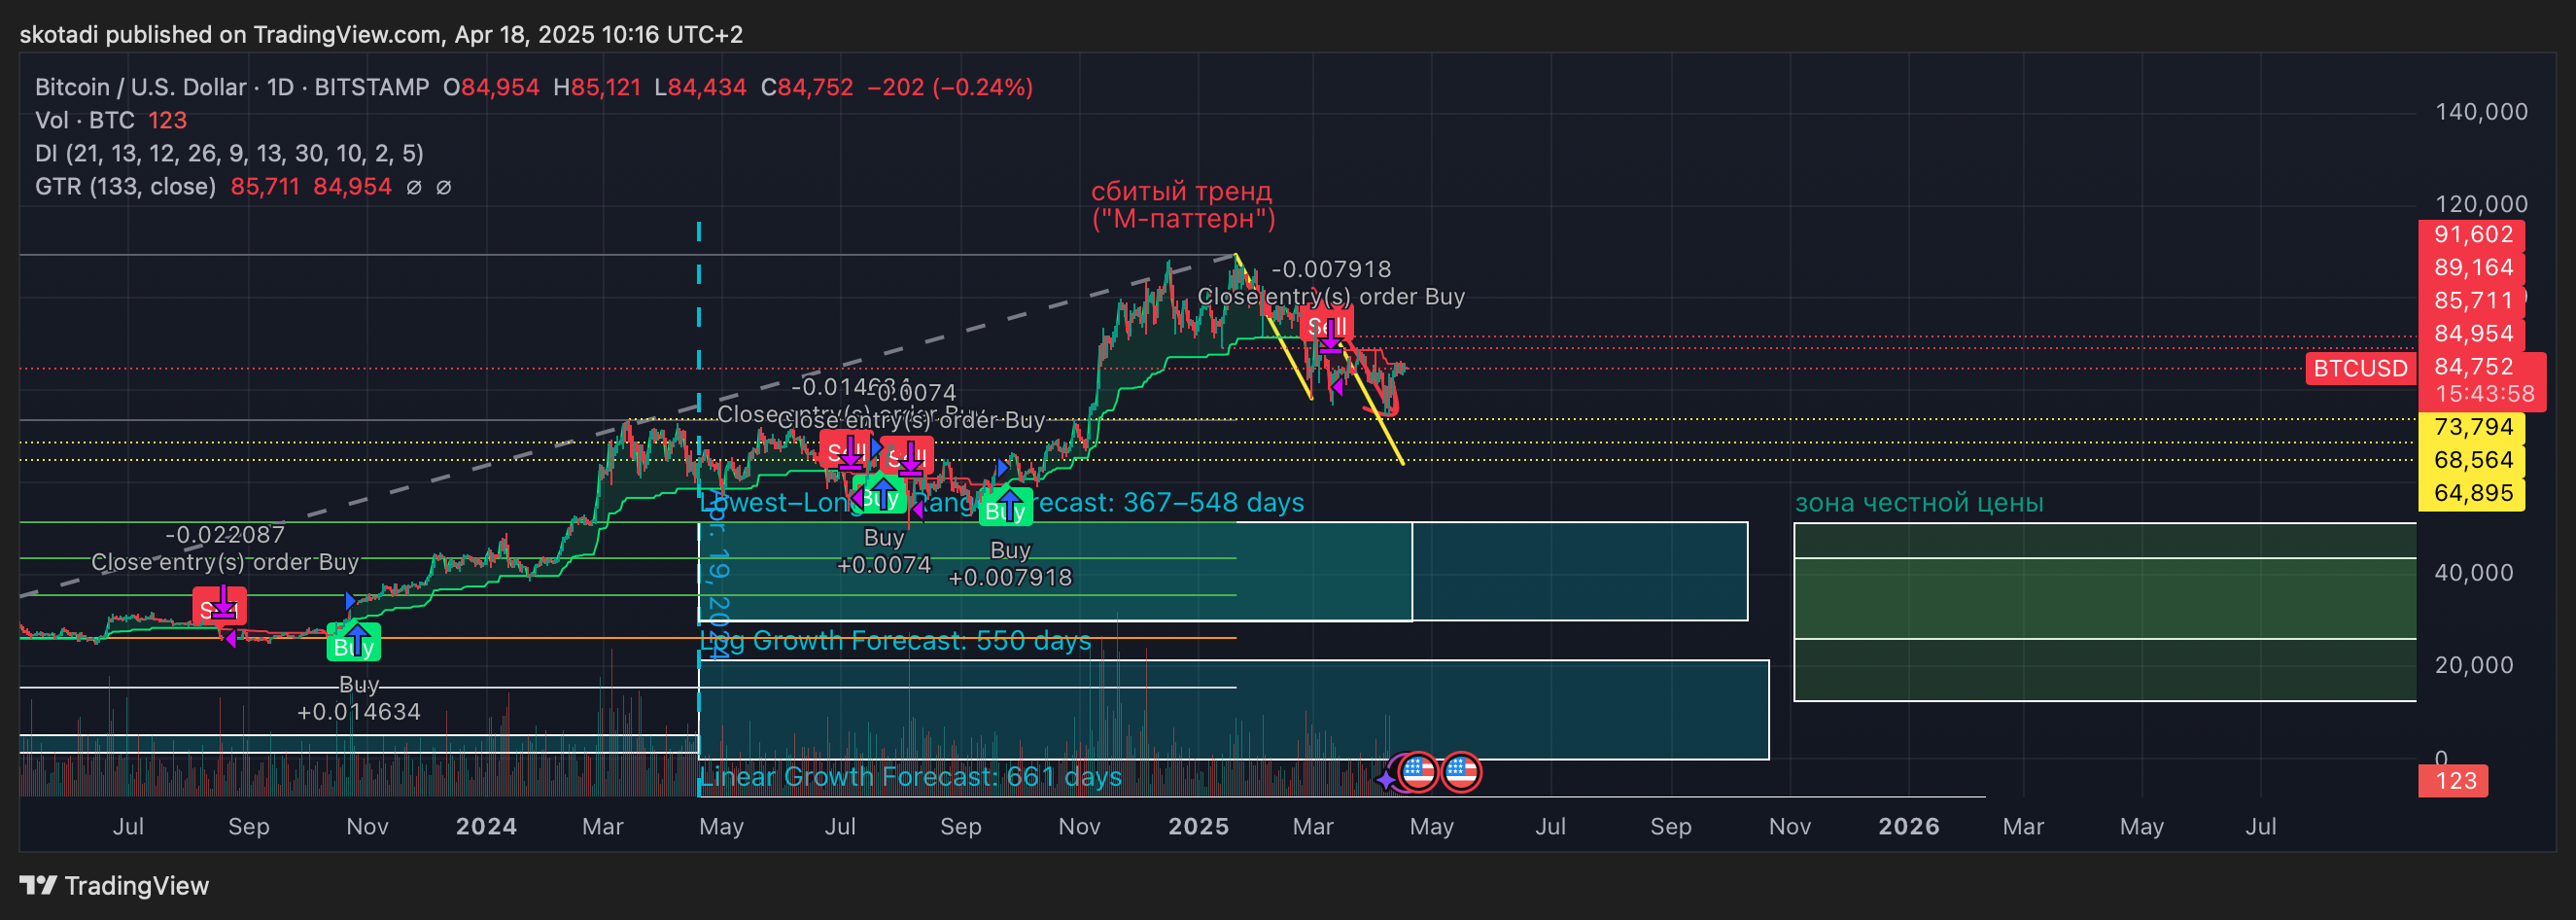 skotadi published on TradingView.com, Apr 18, 2025 10:16 UTC+2
Bitcoin / U.S. Dollar · 1D · BITSTAMP O84,954 H85,121 L84,434 C84,752 −202 (−0.24%)
Vol · BTC 123
DI (21, 13, 12, 26, 9, 13, 30, 10, 2, 5)
GTR (133, close) 85,711 84,954 ∅ ∅
сбитый тренд
("М-паттерн")
-0.007918
Close entry(s) order Buy
Sell
-0.014634
-0.0074
Close entry(s) order Buy
Close entry(s) order Buy
Sell
Sell
Buy
Buy
Buy
+0.0074
Buy
+0.007918
-0.022087
Close entry(s) order Buy
Sell
Buy
Buy
+0.014634
Apr. 19, 2024
Lowest–Long Range Forecast: 367–548 days
Log Growth Forecast: 550 days
Linear Growth Forecast: 661 days
зона честной цены
140,000
120,000
91,602
89,164
85,711
84,954
BTCUSD 84,752
15:43:58
73,794
68,564
64,895
40,000
20,000
0
123
Jul Sep Nov 2024 Mar May Jul Sep Nov 2025 Mar May Jul Sep Nov 2026 Mar May Jul
TradingView